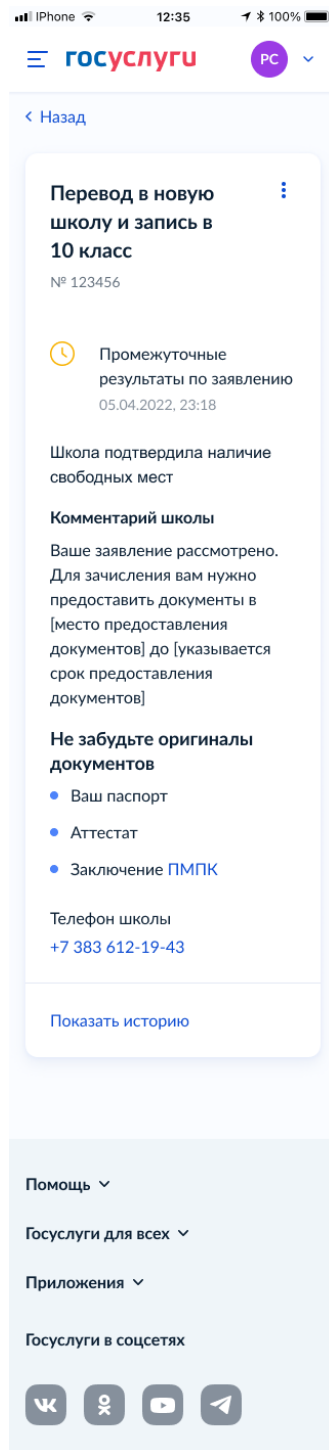 iPhone 12:35 100%
госуслуги РС
Назад
Перевод в новую
школу и запись в
10 класс
№ 123456
Промежуточные
результаты по заявлению
05.04.2022, 23:18
Школа подтвердила наличие
свободных мест
Комментарий школы
Ваше заявление рассмотрено.
Для зачисления вам нужно
предоставить документы в
[место предоставления
документов] до [указывается
срок предоставления
документов]
Не забудьте оригиналы
документов
Ваш паспорт
Аттестат
Заключение ПМПК
Телефон школы
+7 383 612-19-43
Показать историю
Помощь
Госуслуги для всех
Приложения
Госуслуги в соцсетях